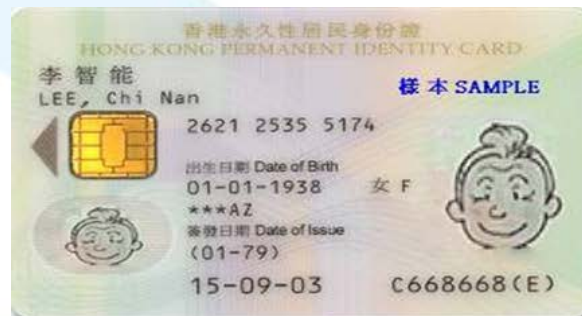 香港永久性居民身份證
HONG KONG PERMANENT IDENTITY CARD
李智能
LEE, Chi Nan
樣本 SAMPLE
2621 2535 5174
出生日期 Date of Birth
01-01-1938 女 F
***AZ
簽發日期 Date of Issue
(01-79)
15-09-03 C668668(E)